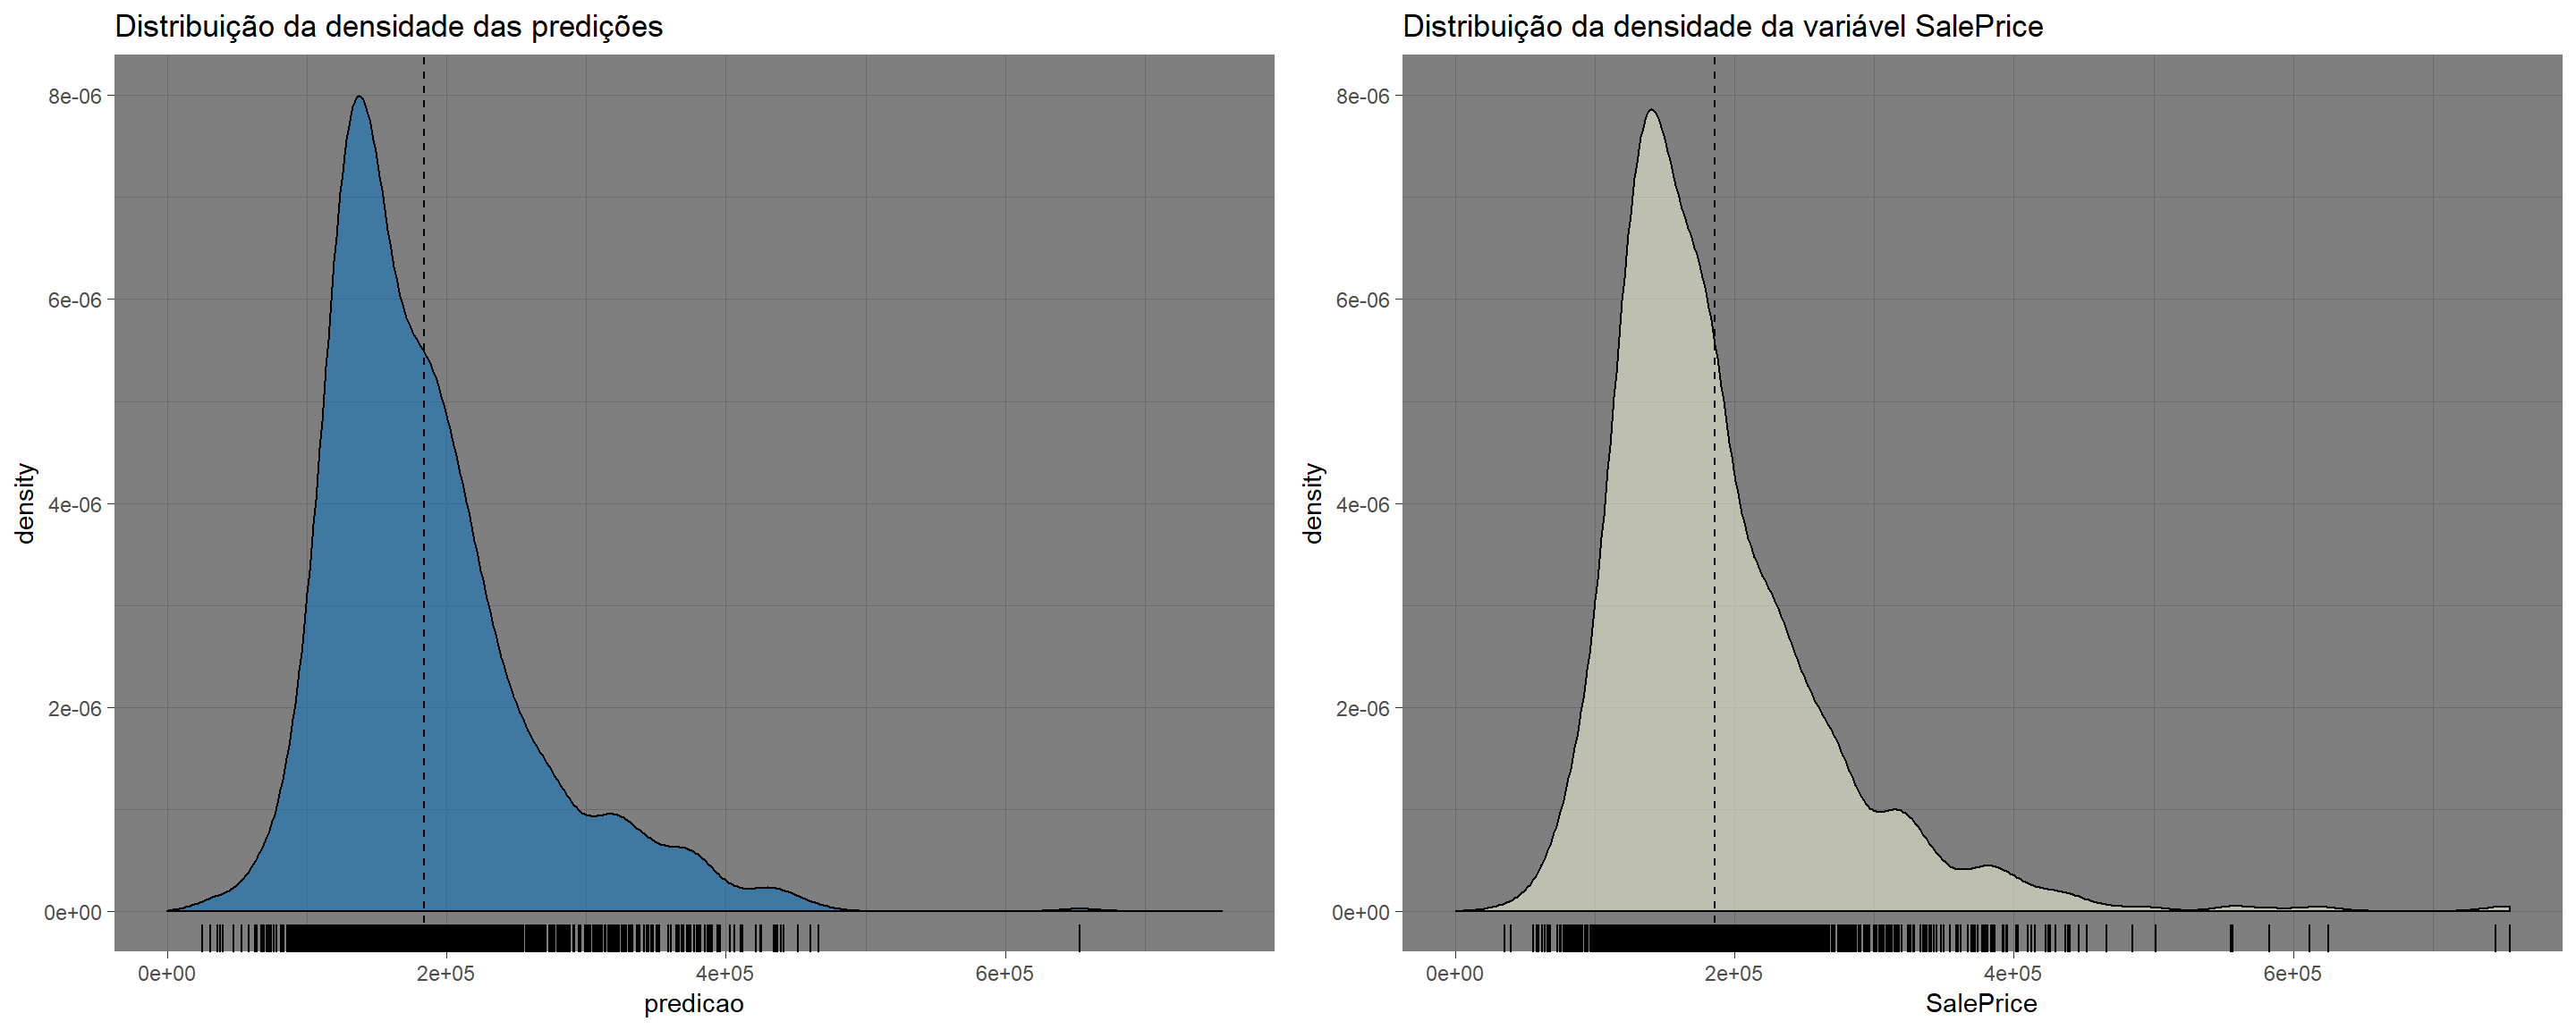 Distribuição da densidade das predições
8e-06
6e-06
4e-06
2e-06
0e+00
density
0e+00 2e+05 4e+05 6e+05
predicao
Distribuição da densidade da variável SalePrice
8e-06
6e-06
4e-06
2e-06
0e+00
density
0e+00 2e+05 4e+05 6e+05
SalePrice